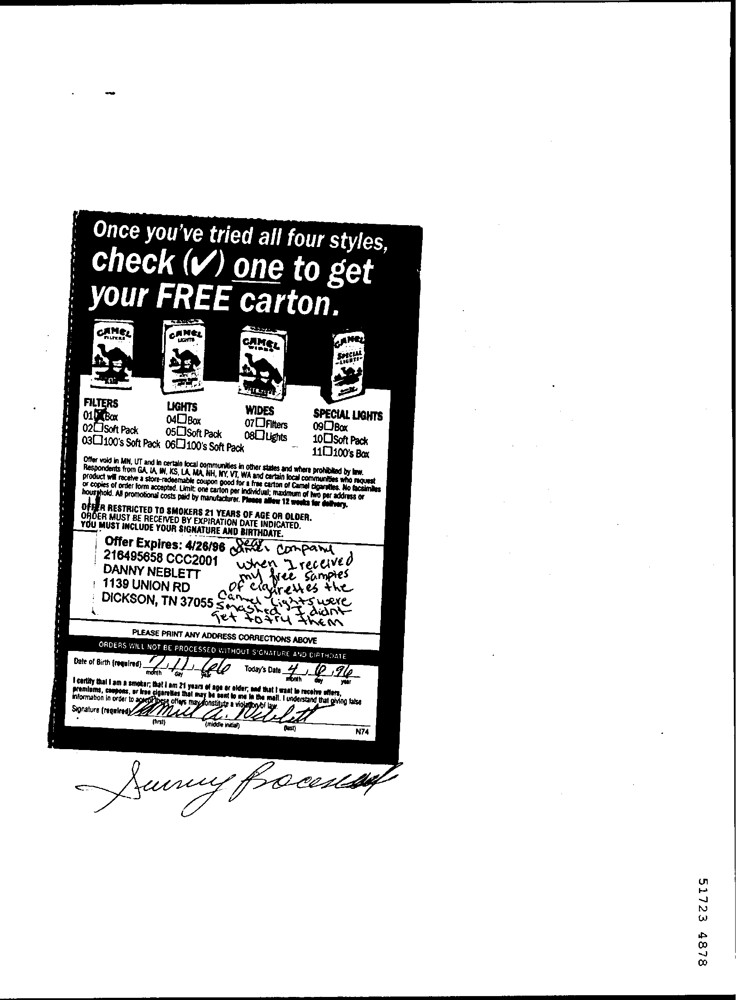 Once you've tried all four styles,
check (✓) one to get
your FREE carton.
CAMEL
FILTERS
CAMEL
LIGHTS
CAMEL
WIDES
CAMEL
SPECIAL
LIGHTS
FILTERS
01☒Box
02☐Soft Pack
03☐100's Soft Pack
LIGHTS
04☐Box
05☐Soft Pack
06☐100's Soft Pack
WIDES
07☐Filters
08☐Lights
SPECIAL LIGHTS
09☐Box
10☐Soft Pack
11☐100's Box
Offer void in MN, UT and in certain local communities in other states and where prohibited by law.
Respondents from GA, IA, IN, KS, LA, MA, NH, NY, VT, WA and certain local communities who request
product will receive a store-redeemable coupon good for a free carton of Camel cigarettes. No facsimiles
or copies of order form accepted. Limit: one carton per individual; maximum of two per address or
household. All promotional costs paid by manufacturer. Please allow 12 weeks for delivery.
OFFER RESTRICTED TO SMOKERS 21 YEARS OF AGE OR OLDER.
ORDER MUST BE RECEIVED BY EXPIRATION DATE INDICATED.
YOU MUST INCLUDE YOUR SIGNATURE AND BIRTHDATE.
Offer Expires: 4/26/96
216495658 CCC2001
DANNY NEBLETT
1139 UNION RD
DICKSON, TN 37055
Dear company
when I received
my free samples
of cigarettes the
Camel Lights were
smashed I didnt
get to try them
PLEASE PRINT ANY ADDRESS CORRECTIONS ABOVE
ORDERS WILL NOT BE PROCESSED WITHOUT SIGNATURE AND BIRTHDATE
Date of Birth (required) 7, 11, 66 Today's Date 4, 6, 96
month day year month day year
I certify that I am a smoker; that I am 21 years of age or older; and that I want to receive offers,
premiums, coupons, or free cigarettes that may be sent to me in the mail. I understand that giving false
information in order to accept these offers may constitute a violation of law.
Signature (required) a. Neblett
(first) (middle initial) (last)
N74
51723 4878